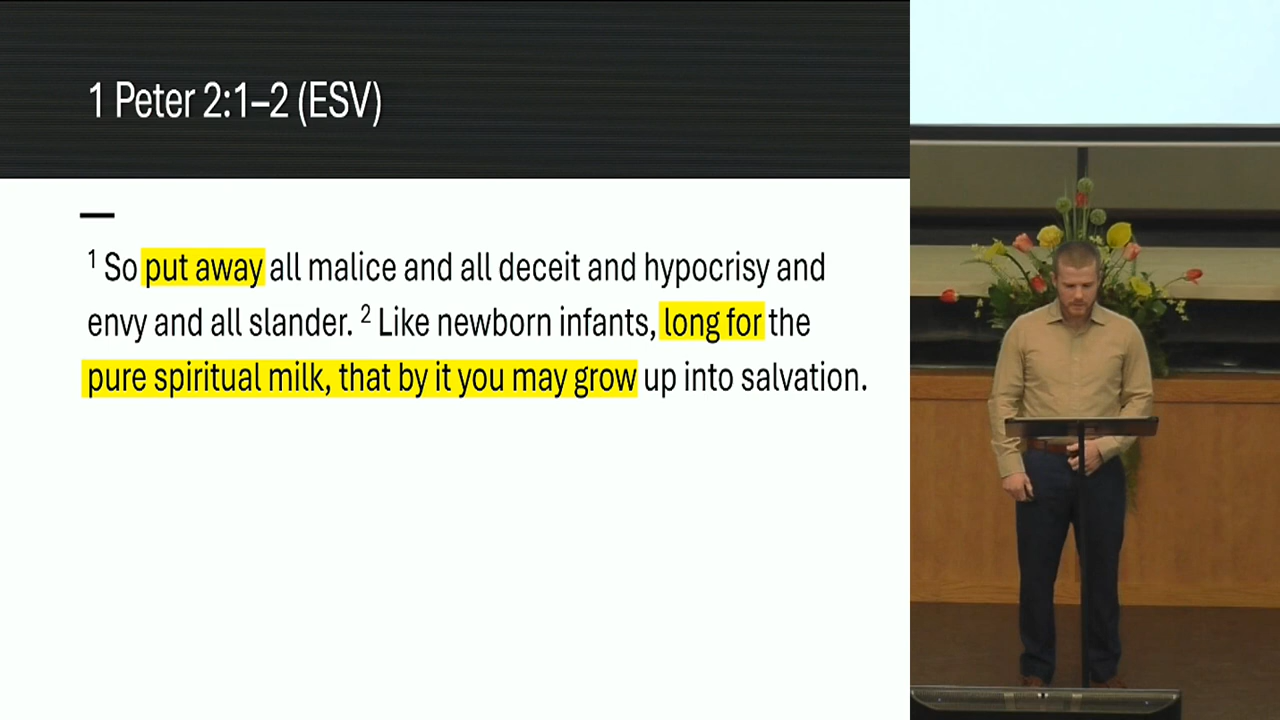 1 Peter 2:1–2 (ESV)
1 So put away all malice and all deceit and hypocrisy and
envy and all slander. 2 Like newborn infants, long for the
pure spiritual milk, that by it you may grow up into salvation.